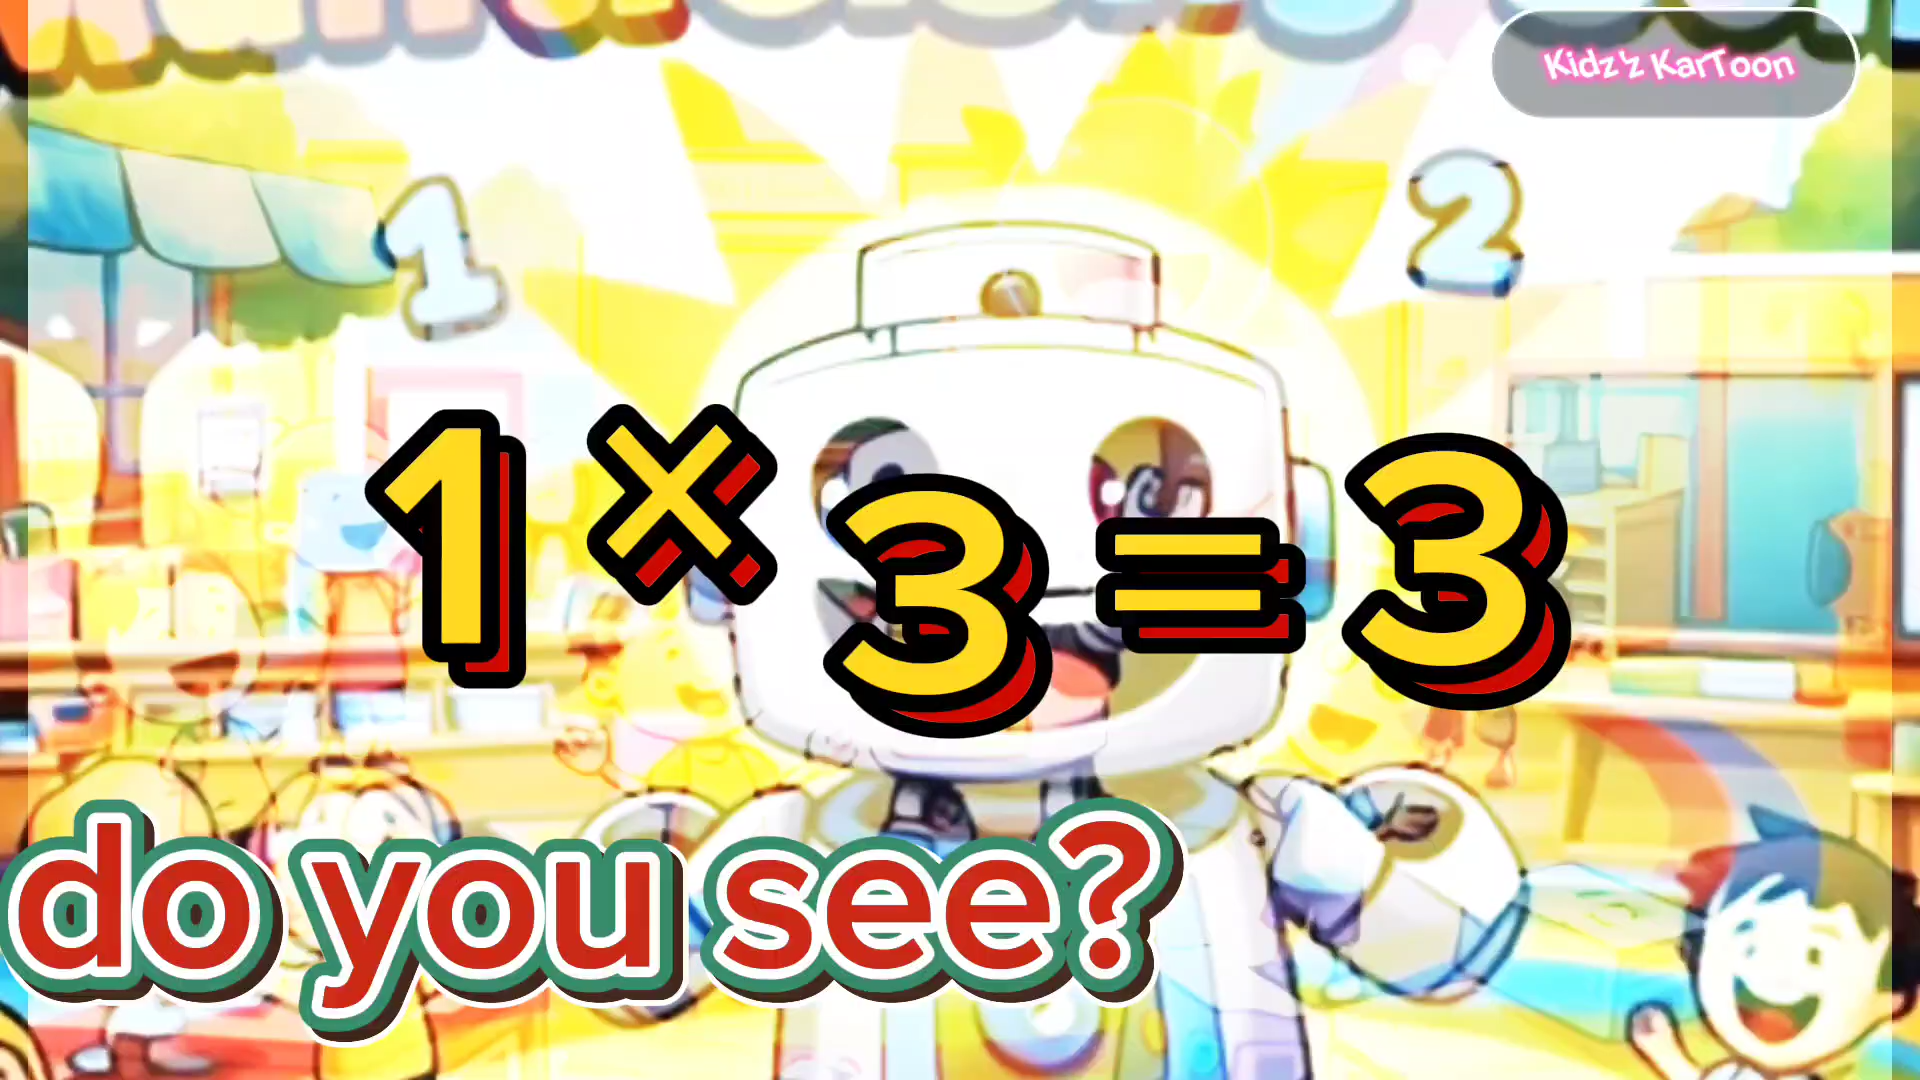 Kidz'z KarToon
1 2
1 × 3 = 3
do you see?